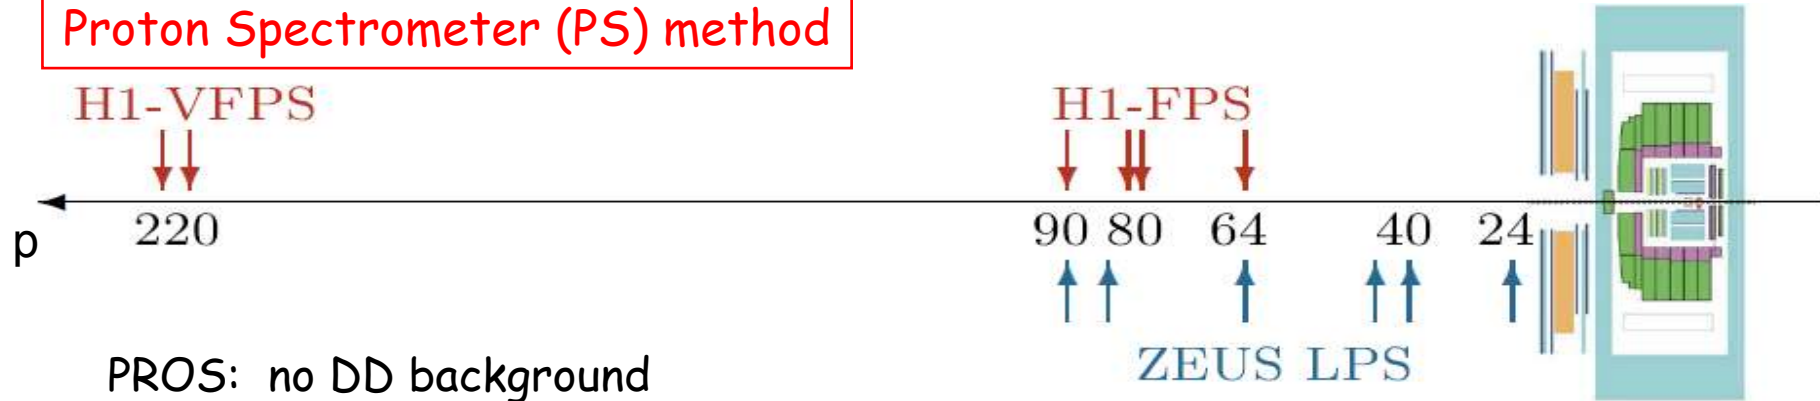 Proton Spectrometer (PS) method
H1-VFPS
H1-FPS
p
220
90 80 64 40 24
ZEUS LPS
PROS: no DD background